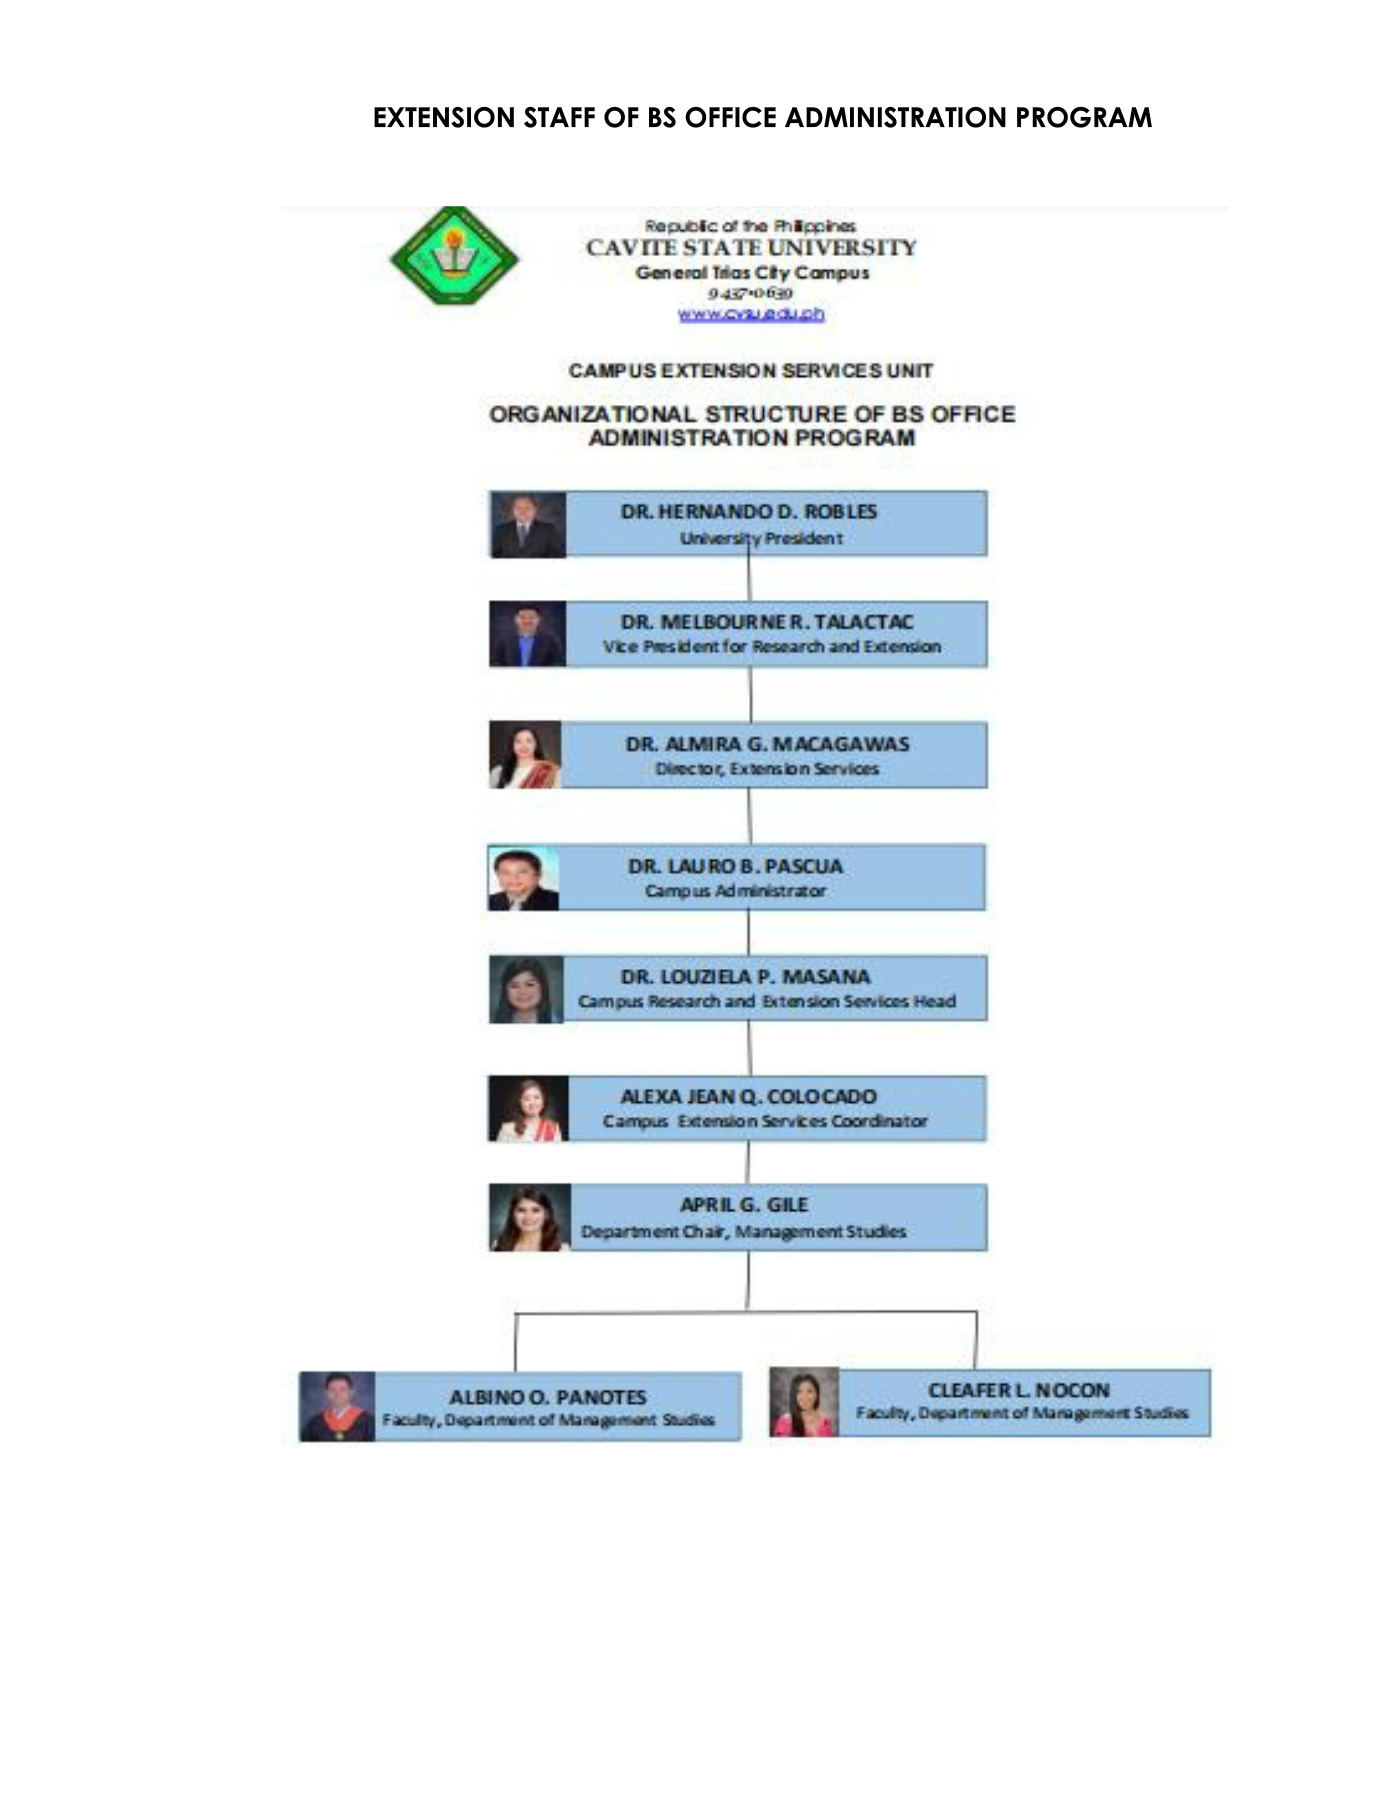 EXTENSION STAFF OF BS OFFICE ADMINISTRATION PROGRAM
Republic of the Philippines
CAVITE STATE UNIVERSITY
General Trias City Campus
www.cvsu.edu.ph
CAMPUS EXTENSION SERVICES UNIT
ORGANIZATIONAL STRUCTURE OF BS OFFICE
ADMINISTRATION PROGRAM
DR. HERNANDO D. ROBLES
University President
DR. MELBOURNE R. TALACTAC
Vice President for Research and Extension
DR. ALMIRA G. MACAGAWAS
Director, Extension Services
DR. LAURO B. PASCUA
Campus Administrator
DR. LOUZIELA P. MASANA
Campus Research and Extension Services Head
ALEXA JEAN Q. COLOCADO
Campus Extension Services Coordinator
APRIL G. GILE
Department Chair, Management Studies
ALBINO O. PANOTES
Faculty, Department of Management Studies
CLEAFER L. NOCON
Faculty, Department of Management Studies